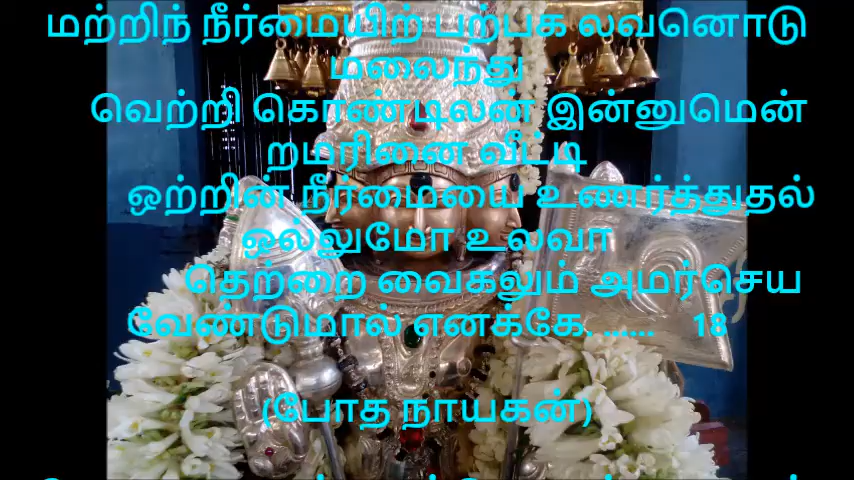 மற்றிந் நீர்மையிற் பற்பக லவனொடு
மலைந்து
வெற்றி கொண்டிலன் இன்னுமென்
றமரினை வீட்டி
ஒற்றின் நீர்மையை உணர்த்துதல்
ஒல்லுமோ உலவா
தெற்றை வைகலும் அமர்செய
வேண்டுமால் எனக்கே. ...... 18
(போத நாயகன்)